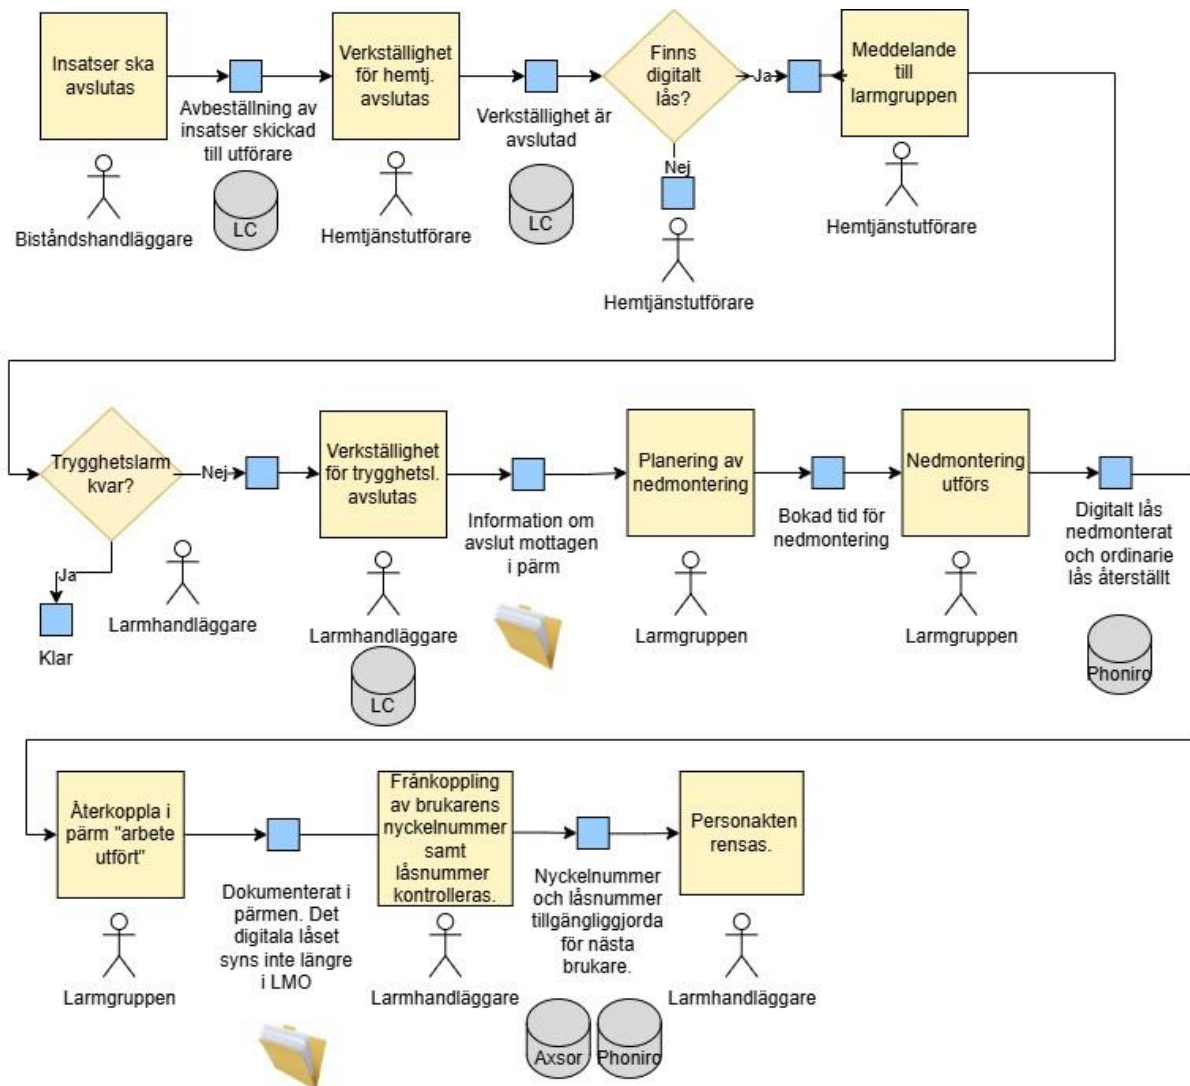 Insatser ska
avslutas
Avbeställning av
insatser skickad
till utförare
LC
Biståndshandläggare
Verkställighet
för hemtj.
avslutas
Hemtjänstutförare
Verkställighet är
avslutad
LC
Finns
digitalt
lås?
Ja
Nej
Hemtjänstutförare
Meddelande
till
larmgruppen
Hemtjänstutförare
Trygghetslarm
kvar?
Nej
Ja
Klar
Larmhandläggare
Verkställighet
för trygghetsl.
avslutas
Larmhandläggare
LC
Information om
avslut mottagen
i pärm
Planering av
nedmontering
Larmgruppen
Bokad tid för
nedmontering
Nedmontering
utförs
Larmgruppen
Digitalt lås
nedmonterat
och ordinarie
lås återställt
Phoniro
Återkoppla i
pärm "arbete
utfört"
Larmgruppen
Dokumenterat i
pärmen. Det
digitala låset
syns inte längre
i LMO
Frånkoppling
av brukarens
nyckelnummer
samt
låsnummer
kontrolleras.
Larmhandläggare
Nyckelnummer
och låsnummer
tillgängliggjorda
för nästa
brukare.
Axsor
Phoniro
Personakten
rensas.
Larmhandläggare